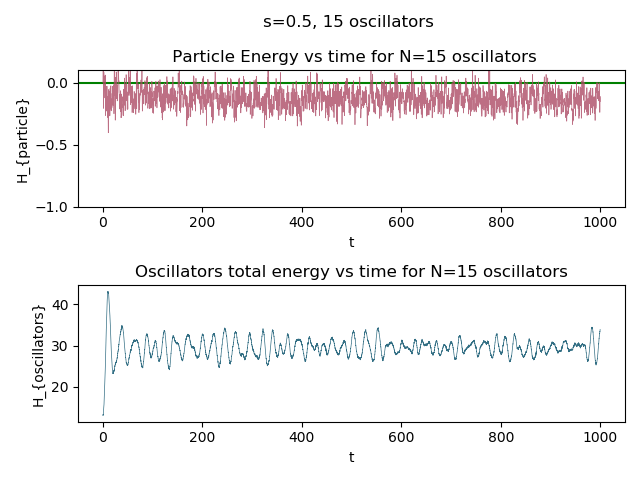 s=0.5, 15 oscillators
Particle Energy vs time for N=15 oscillators
H_{particle}
0.0
−0.5
−1.0
0 200 400 600 800 1000
t
Oscillators total energy vs time for N=15 oscillators
H_{oscillators}
40
30
20
0 200 400 600 800 1000
t